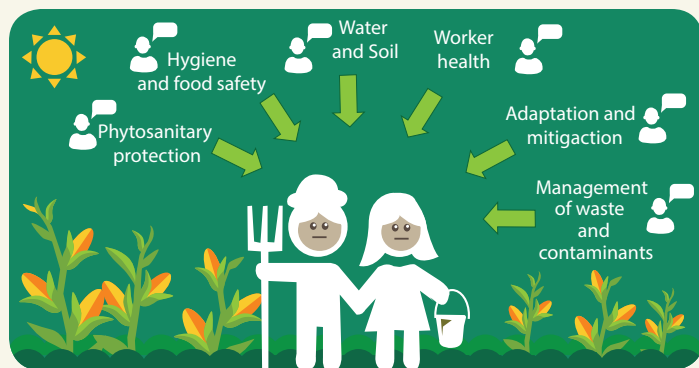 Phytosanitary
protection
Hygiene
and food safety
Water
and Soil
Worker
health
Adaptation and
mitigaction
Management
of waste
and
contaminants